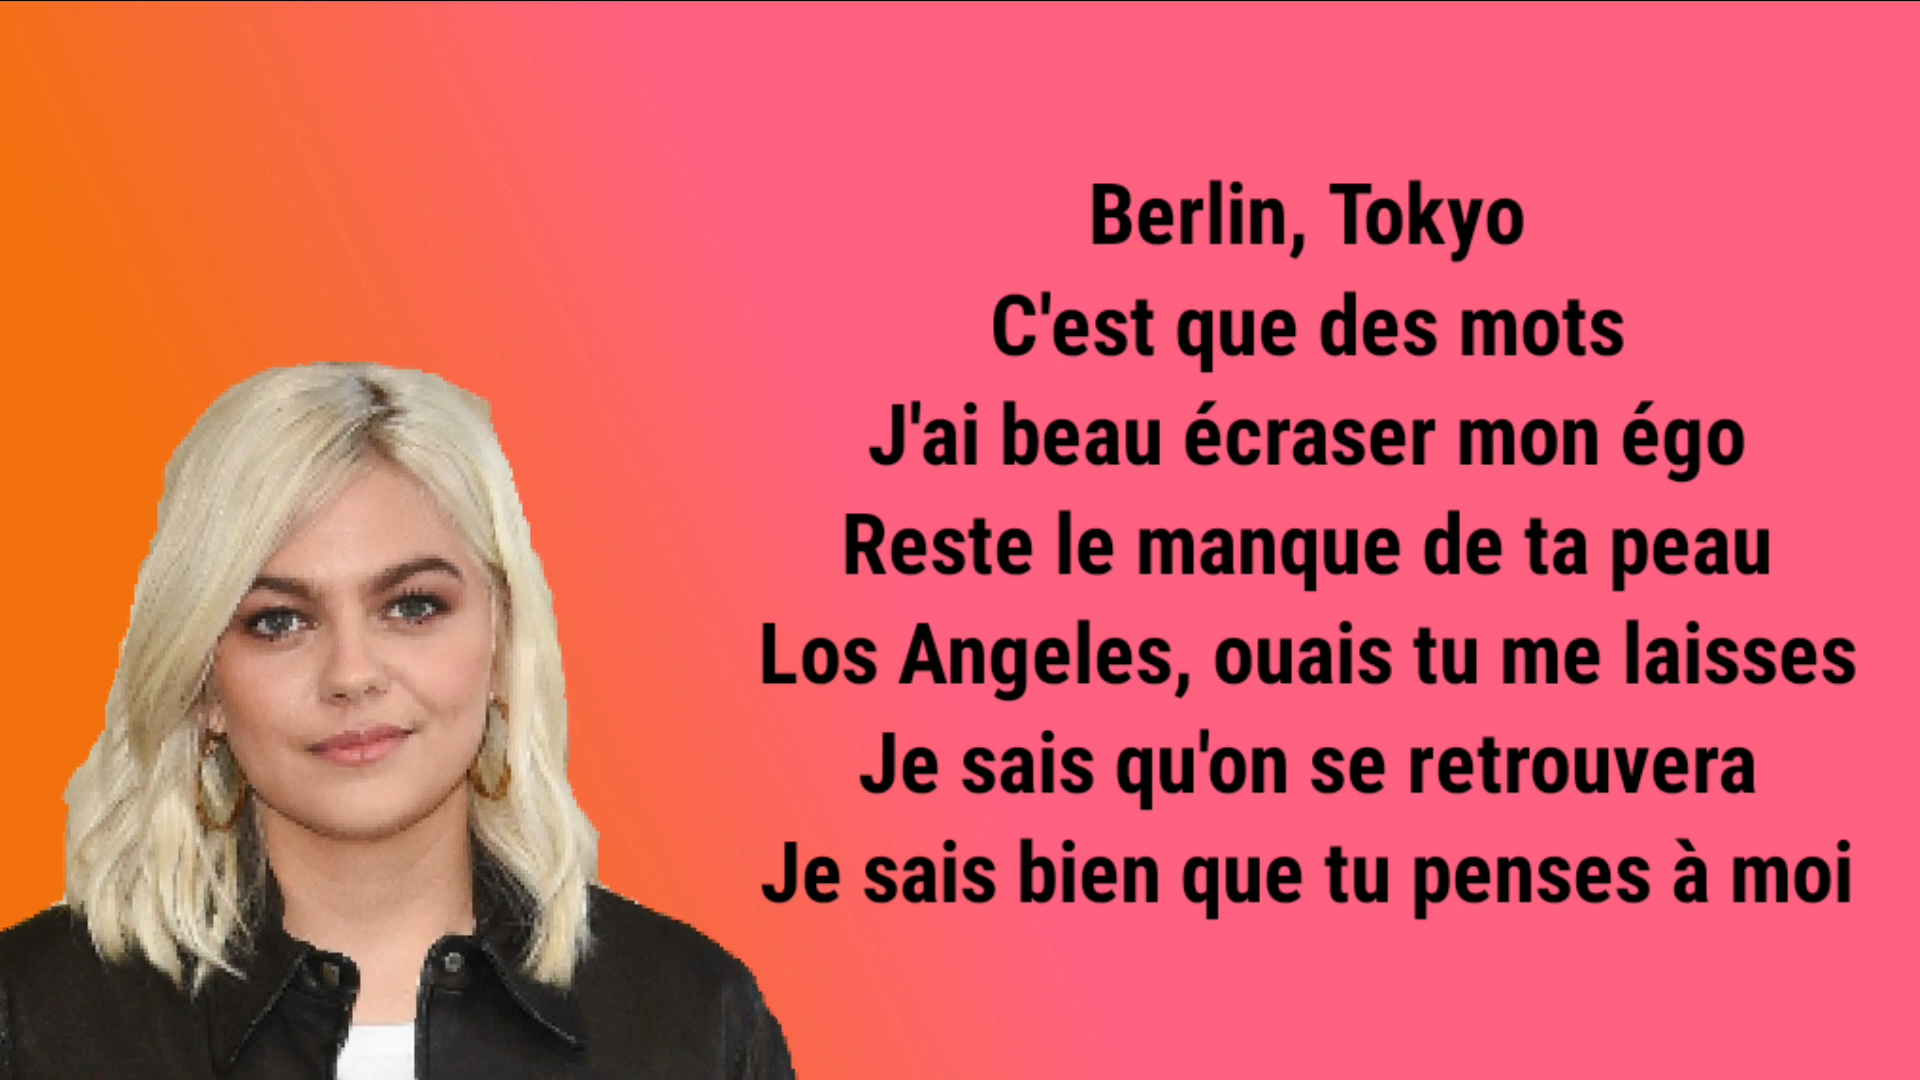 Berlin, Tokyo
C'est que des mots
J'ai beau écraser mon égo
Reste le manque de ta peau
Los Angeles, ouais tu me laisses
Je sais qu'on se retrouvera
Je sais bien que tu penses à moi